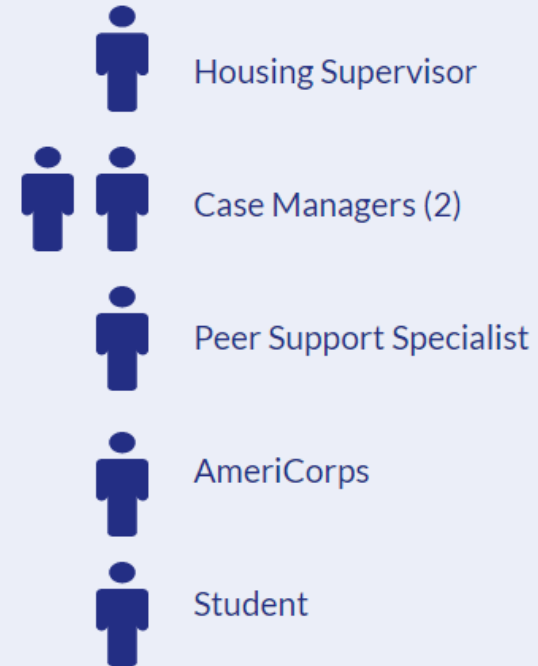 Housing Supervisor
Case Managers (2)
Peer Support Specialist
AmeriCorps
Student